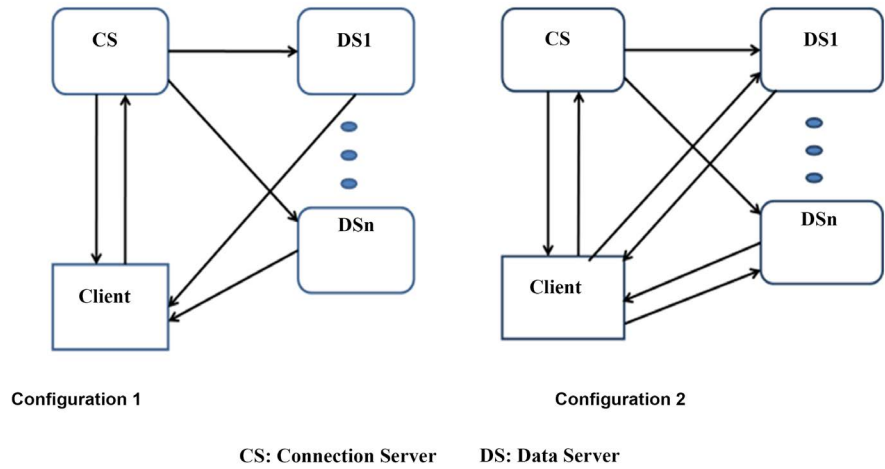 CS
DS1
DSn
Client
Configuration 1
CS
DS1
DSn
Client
Configuration 2
CS: Connection Server DS: Data Server